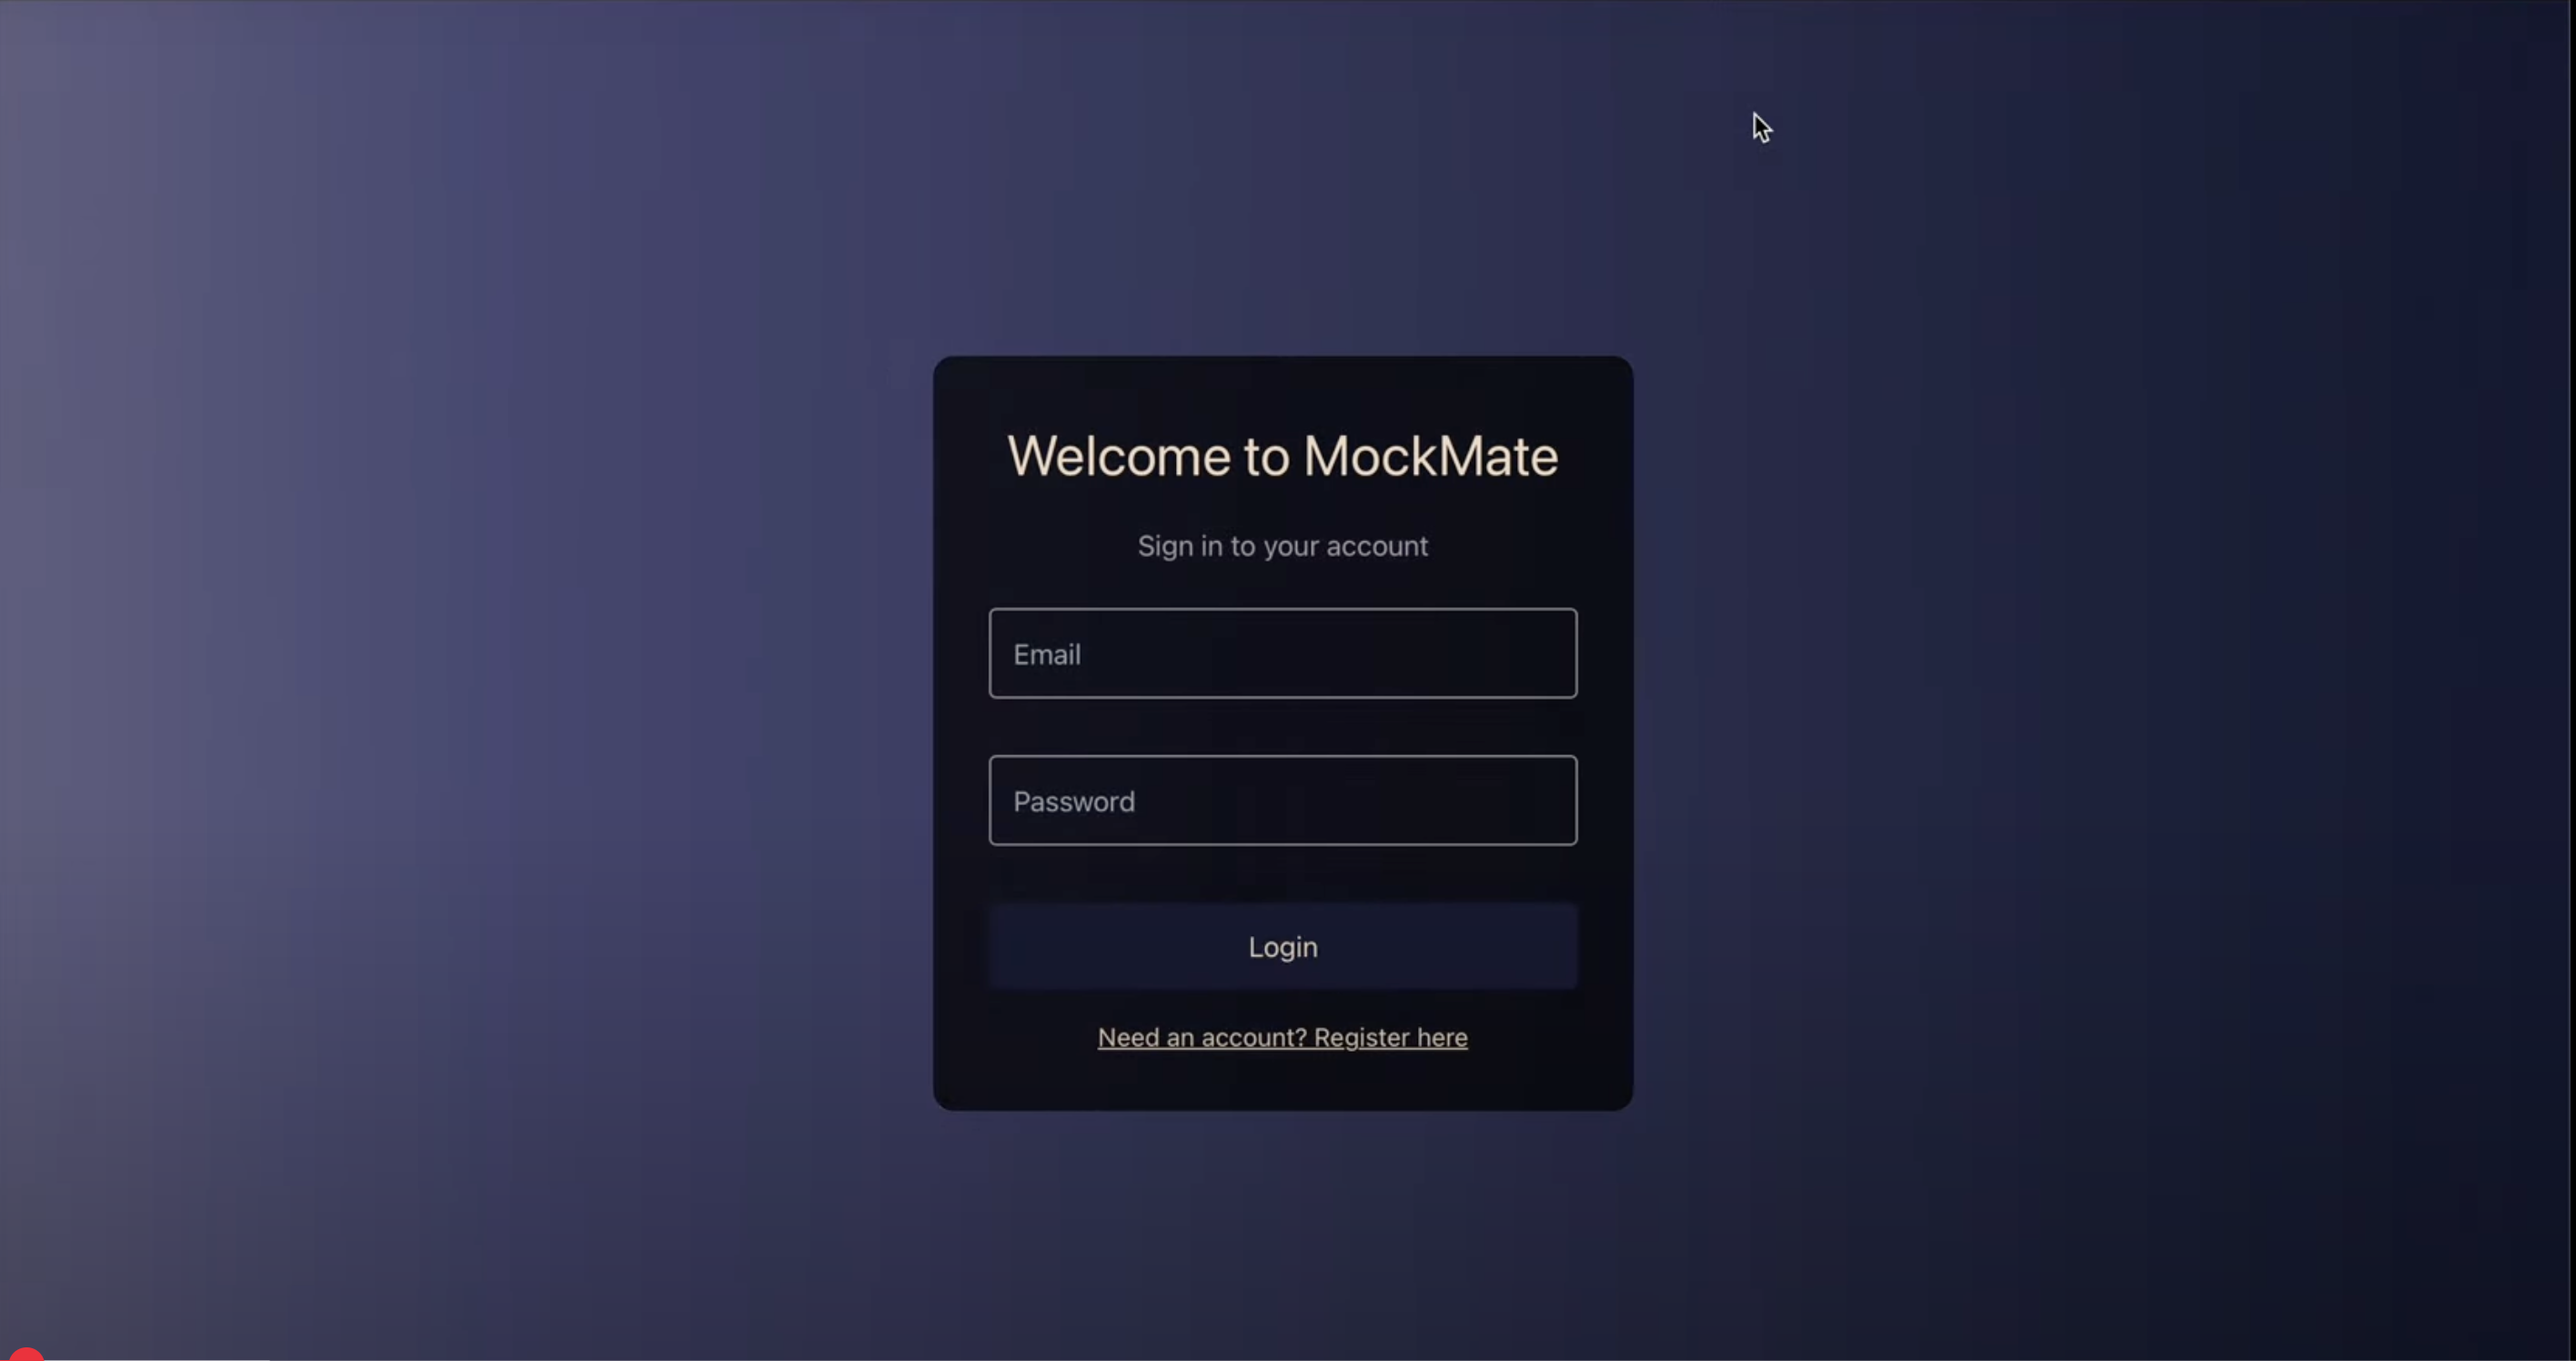 Welcome to MockMate
Sign in to your account
Email
Password
Login
Need an account? Register here